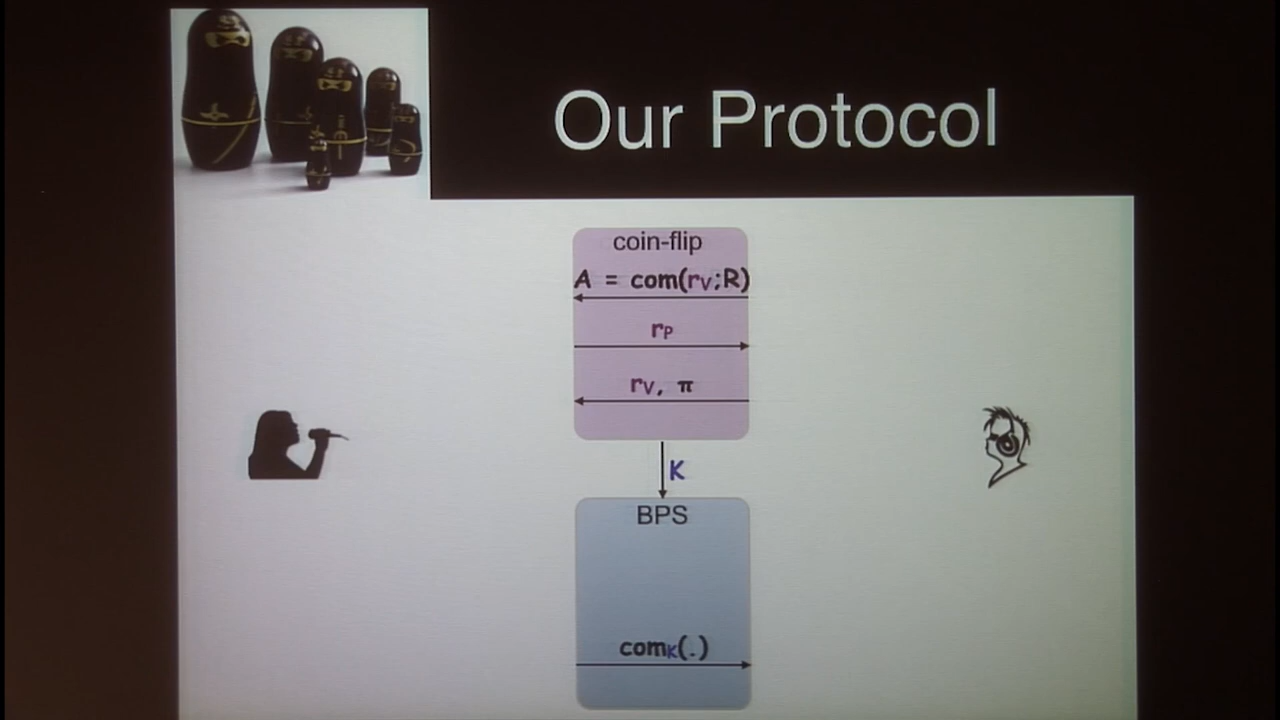 Our Protocol
coin-flip
A = com(rv;R)
rP
rv, π
K
BPS
comK(.)